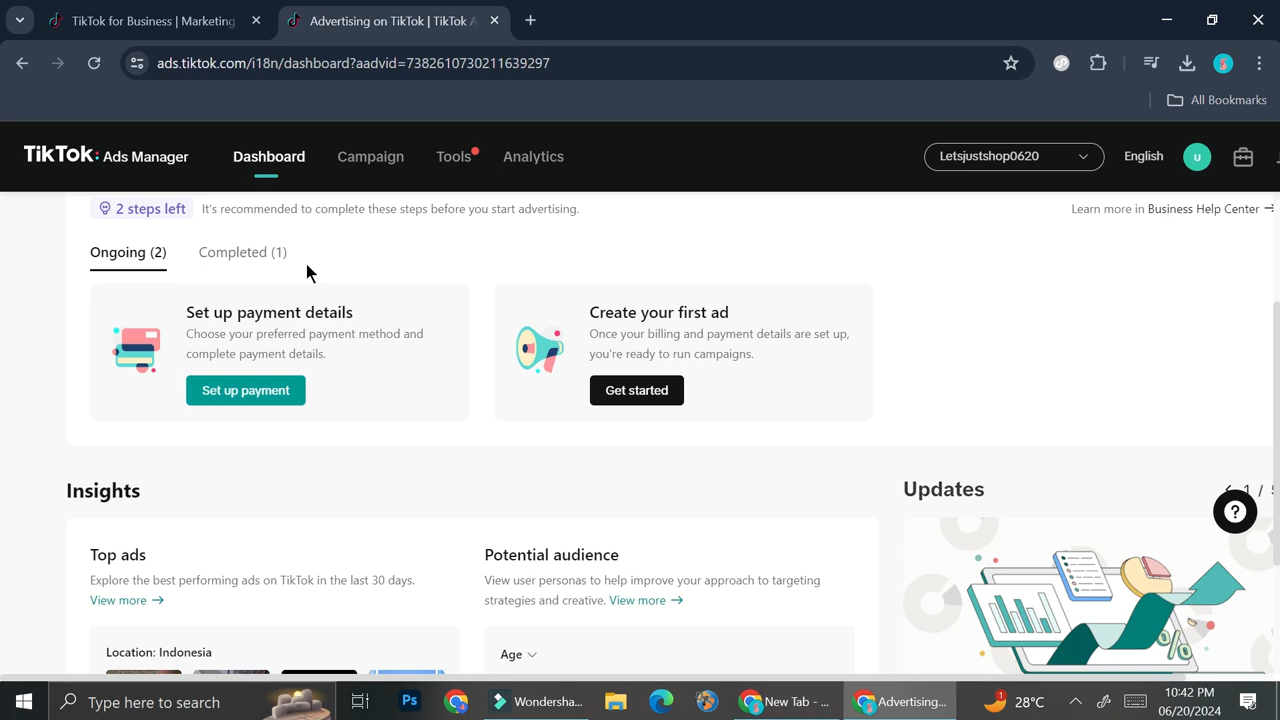 TikTok for Business | Marketing
Advertising on TikTok | TikTok A
ads.tiktok.com/i18n/dashboard?aadvid=7382610730211639297
All Bookmarks
TikTok: Ads Manager
Dashboard
Campaign
Tools
Analytics
Letsjustshop0620
English
U
2 steps left
It's recommended to complete these steps before you start advertising.
Learn more in Business Help Center →
Ongoing (2)
Completed (1)
Set up payment details
Choose your preferred payment method and
complete payment details.
Set up payment
Create your first ad
Once your billing and payment details are set up,
you're ready to run campaigns.
Get started
Insights
Updates
1 / 5
?
Top ads
Explore the best performing ads on TikTok in the last 30 days.
View more →
Location: Indonesia
Potential audience
View user personas to help improve your approach to targeting
strategies and creative. View more →
Age
%
Type here to search
Ps
Wondersha...
New Tab - ...
Advertising...
1
28°C
10:42 PM
06/20/2024